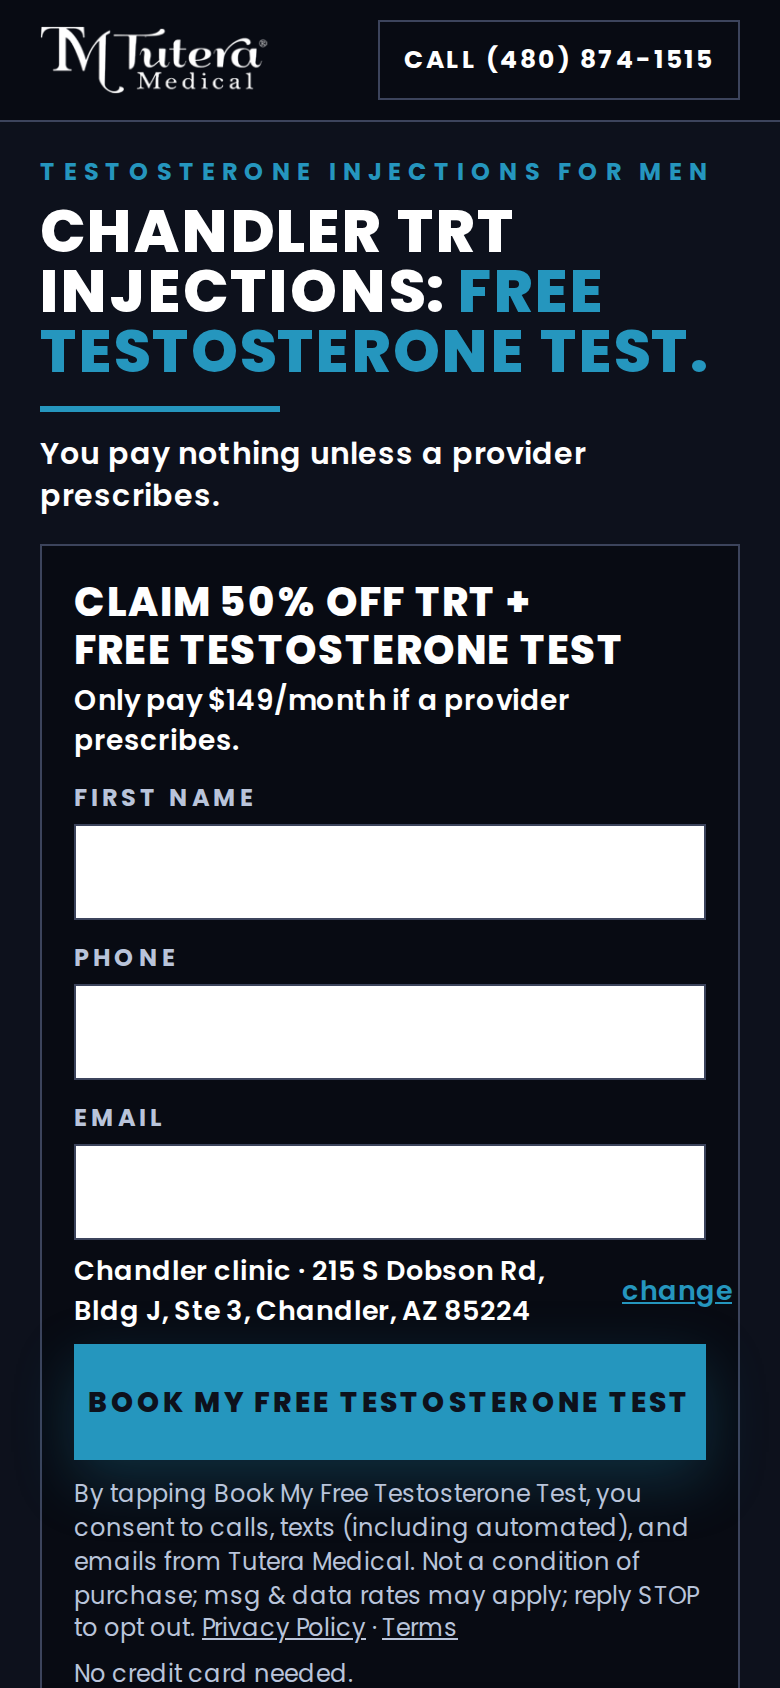 TM Tutera®
Medical
CALL (480) 874-1515
TESTOSTERONE INJECTIONS FOR MEN
CHANDLER TRT
INJECTIONS: FREE
TESTOSTERONE TEST.
You pay nothing unless a provider
prescribes.
CLAIM 50% OFF TRT +
FREE TESTOSTERONE TEST
Only pay $149/month if a provider
prescribes.
FIRST NAME
PHONE
EMAIL
Chandler clinic · 215 S Dobson Rd,
Bldg J, Ste 3, Chandler, AZ 85224
change
BOOK MY FREE TESTOSTERONE TEST
By tapping Book My Free Testosterone Test, you
consent to calls, texts (including automated), and
emails from Tutera Medical. Not a condition of
purchase; msg & data rates may apply; reply STOP
to opt out. Privacy Policy · Terms
No credit card needed.